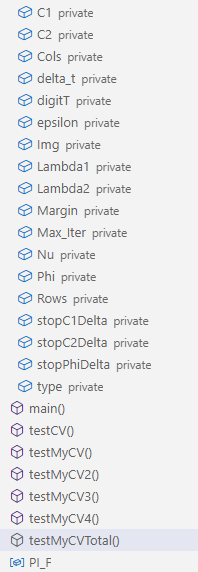 C1 private
C2 private
Cols private
delta_t private
digitT private
epsilon private
Img private
Lambda1 private
Lambda2 private
Margin private
Max_Iter private
Nu private
Phi private
Rows private
stopC1Delta private
stopC2Delta private
stopPhiDelta private
type private
main()
testCV()
testMyCV()
testMyCV2()
testMyCV3()
testMyCV4()
testMyCVTotal()
PI_F